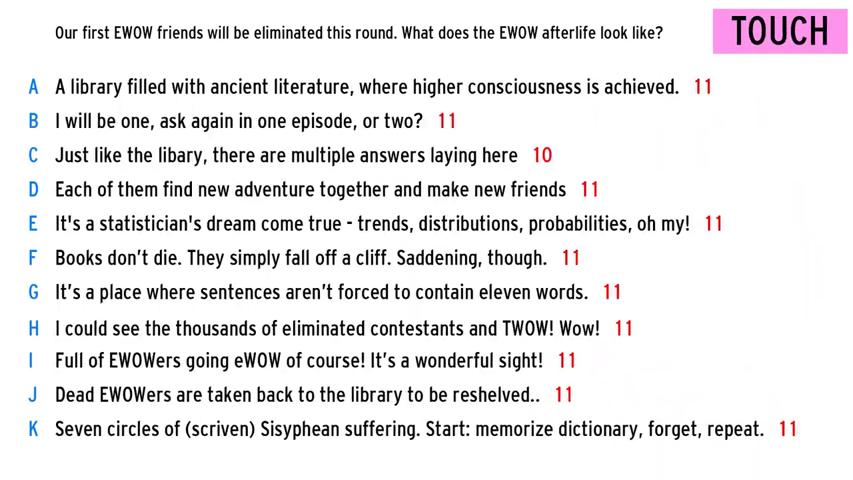 Our first EWOW friends will be eliminated this round. What does the EWOW afterlife look like?
TOUCH
A A library filled with ancient literature, where higher consciousness is achieved. 11
B I will be one, ask again in one episode, or two? 11
C Just like the libary, there are multiple answers laying here 10
D Each of them find new adventure together and make new friends 11
E It's a statistician's dream come true - trends, distributions, probabilities, oh my! 11
F Books don't die. They simply fall off a cliff. Saddening, though. 11
G It's a place where sentences aren't forced to contain eleven words. 11
H I could see the thousands of eliminated contestants and TWOW! Wow! 11
I Full of EWOWers going eWOW of course! It's a wonderful sight! 11
J Dead EWOWers are taken back to the library to be reshelved.. 11
K Seven circles of (scriven) Sisyphean suffering. Start: memorize dictionary, forget, repeat. 11